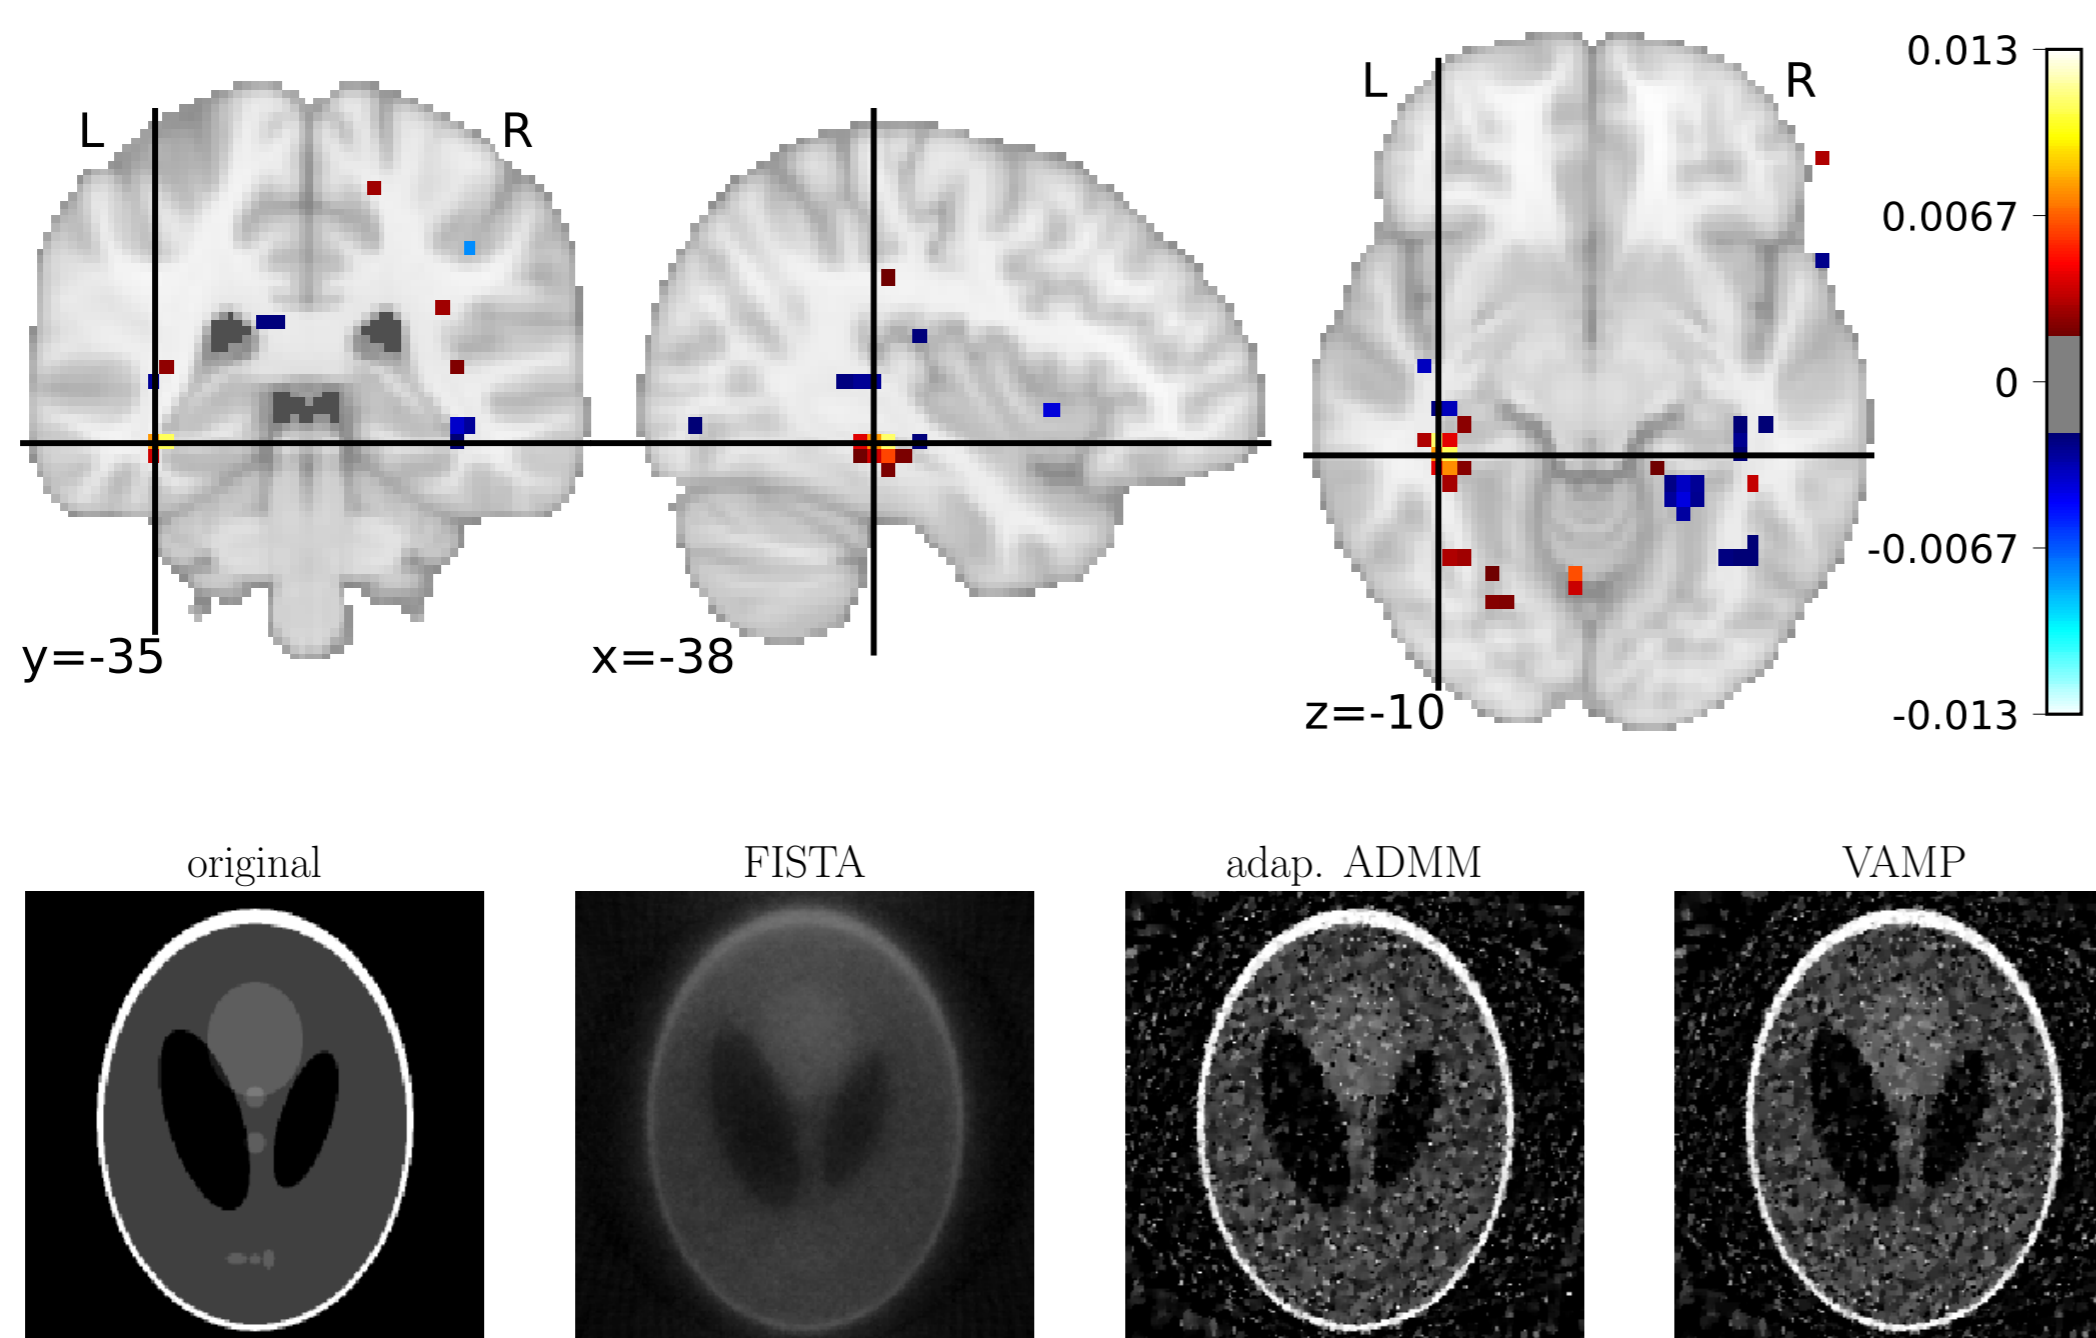 L
R
L
R
0.013
0.0067
0
-0.0067
-0.013
y=-35
x=-38
z=-10
original
FISTA
adap. ADMM
VAMP